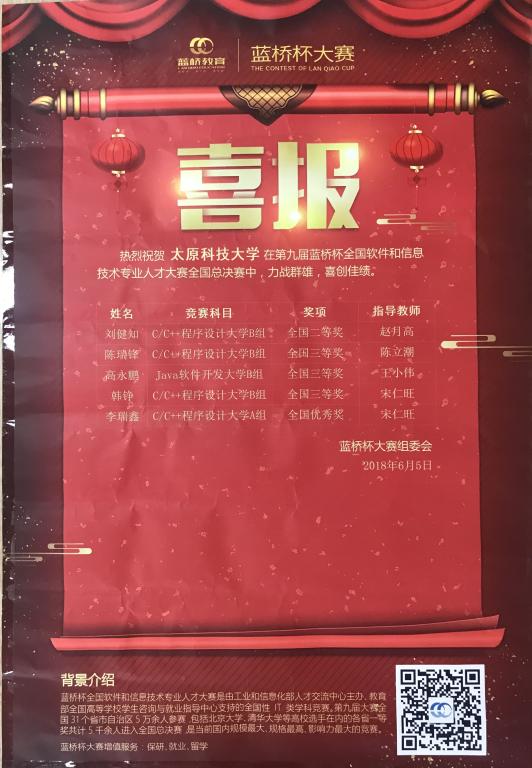 蓝桥教育 蓝桥杯大赛
THE CONTEST OF LAN QIAO CUP
喜报
热烈祝贺 太原科技大学 在第九届蓝桥杯全国软件和信息
技术专业人才大赛全国总决赛中，力战群雄，喜创佳绩。
姓名 竞赛科目 奖项 指导教师
刘健知 C/C++程序设计大学B组 全国二等奖 赵月高
陈瑞锋 C/C++程序设计大学B组 全国三等奖 陈立潮
高永鹏 Java软件开发大学B组 全国三等奖 王小伟
韩铮 C/C++程序设计大学B组 全国三等奖 宋仁旺
李瑞鑫 C/C++程序设计大学A组 全国优秀奖 宋仁旺
蓝桥杯大赛组委会
2018年6月5日
背景介绍
蓝桥杯全国软件和信息技术专业人才大赛是由工业和信息化部人才交流中心主办，教育
部全国高等学校学生咨询与就业指导中心支持的全国性 IT 类学科竞赛。第九届大赛全
国31个省市自治区5万余人参赛，包括北京大学、清华大学等高校选手在内的各省一等
奖共计5千余人进入全国总决赛，是当前国内规模最大、规格最高、影响力最大的竞赛。
蓝桥杯大赛增值服务：保研、就业、留学